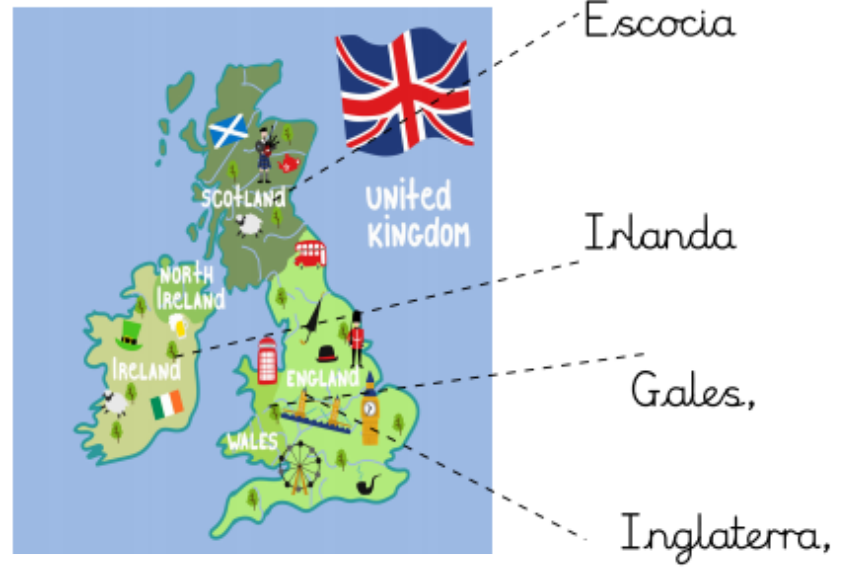 Escocia
SCOTLAND
UNITED
KINGDOM
Irlanda
NORTH
IRELAND
IRELAND
ENGLAND
Gales,
WALES
Inglaterra,